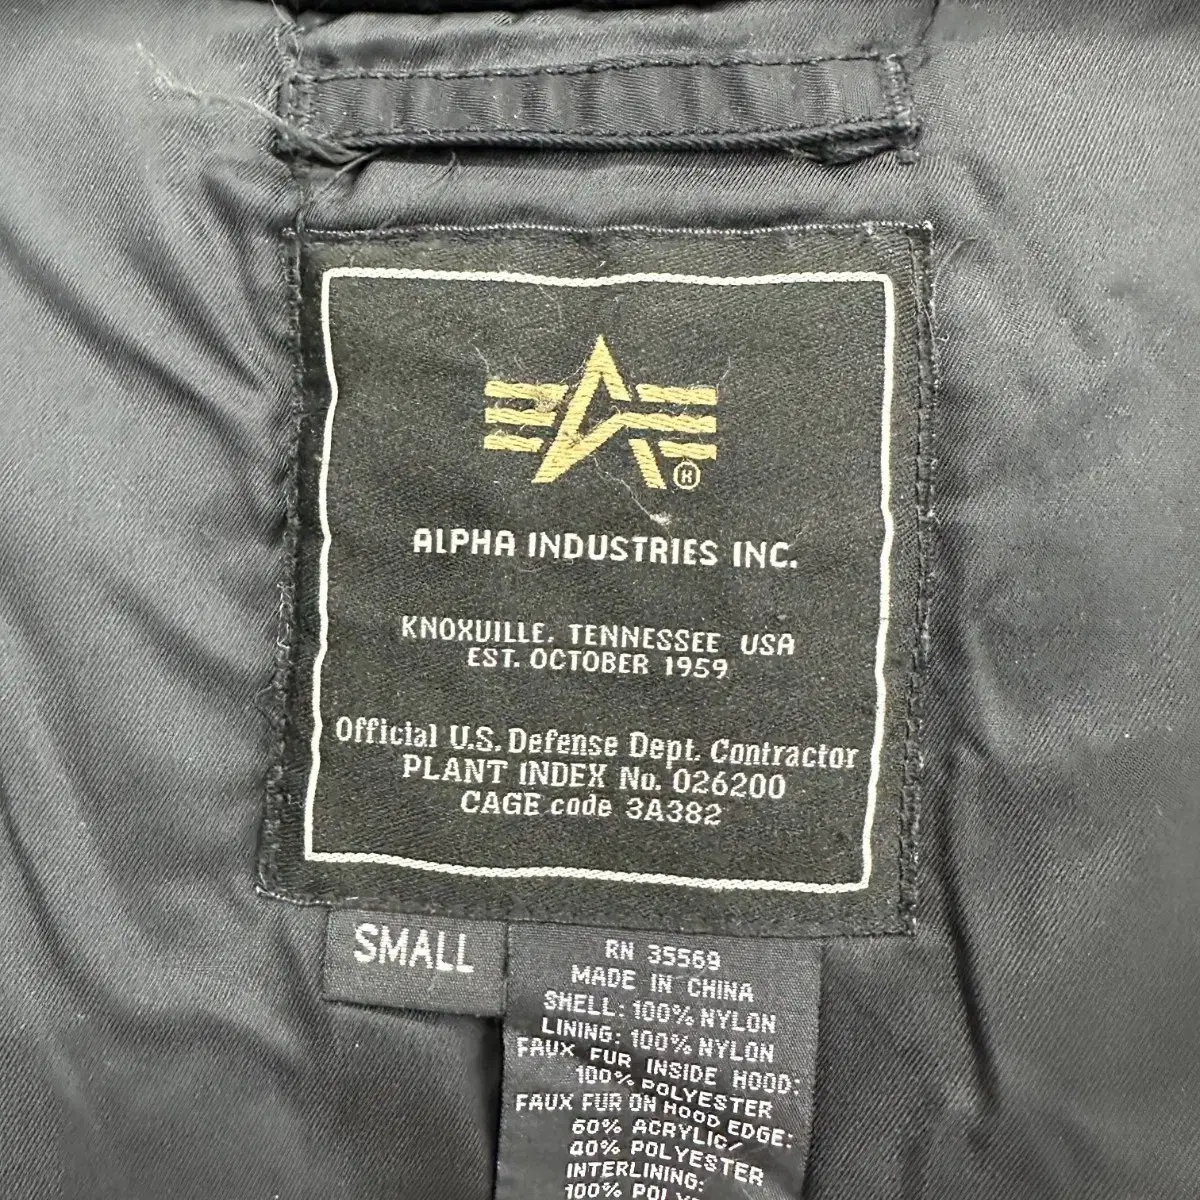 ®
ALPHA INDUSTRIES INC.
KNOXVILLE, TENNESSEE USA
EST. OCTOBER 1959
Official U.S. Defense Dept. Contractor
PLANT INDEX No. 026200
CAGE code 3A382
SMALL
RN 35569
MADE IN CHINA
SHELL: 100% NYLON
LINING: 100% NYLON
FAUX FUR INSIDE HOOD:
100% POLYESTER
FAUX FUR ON HOOD EDGE:
60% ACRYLIC/
40% POLYESTER
INTERLINING:
100%